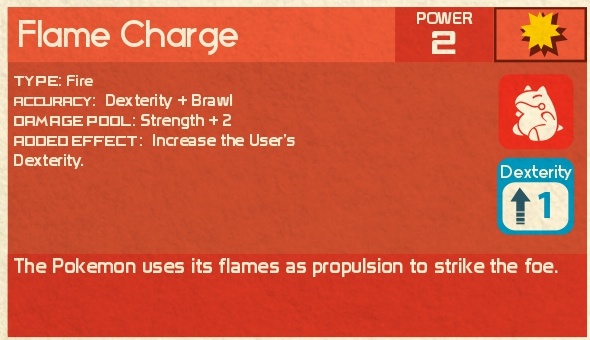 Flame Charge
POWER
2
TYPE: Fire
ACCURACY: Dexterity + Brawl
DAMAGE POOL: Strength + 2
ADDED EFFECT: Increase the User's
Dexterity.
Dexterity
1
The Pokemon uses its flames as propulsion to strike the foe.